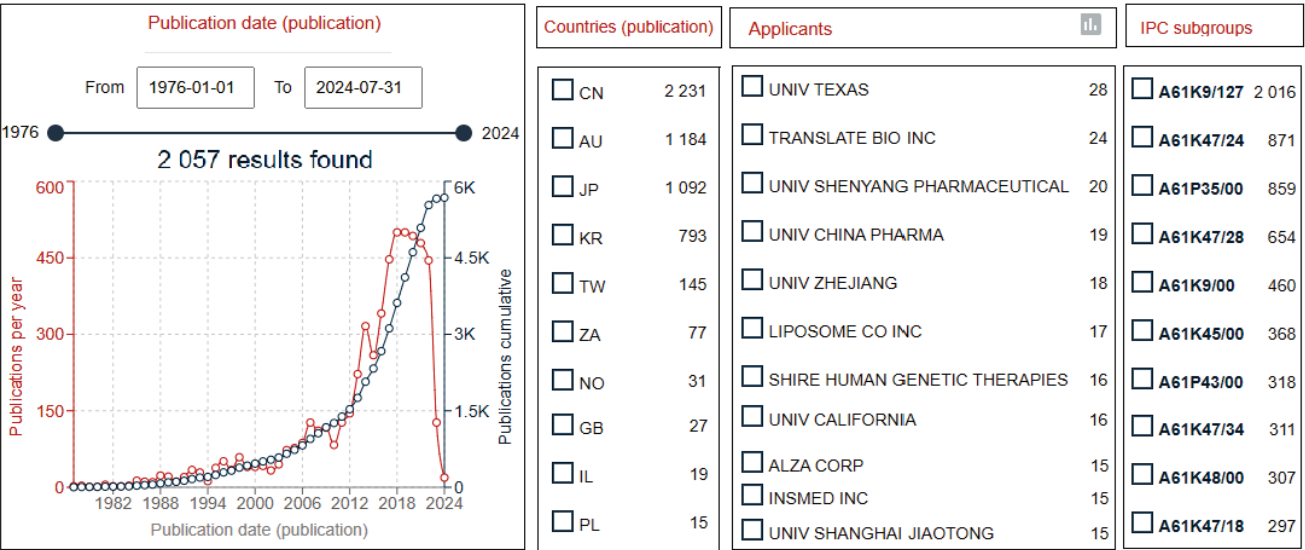 Publication date (publication)
From 1976-01-01 To 2024-07-31
1976 2024
2 057 results found
600 6K
450 4.5K
300 3K
150 1.5K
0 0
Publications per year
Publications cumulative
1982 1988 1994 2000 2006 2012 2018 2024
Publication date (publication)
Countries (publication)
CN 2 231
AU 1 184
JP 1 092
KR 793
TW 145
ZA 77
NO 31
GB 27
IL 19
PL 15
Applicants
UNIV TEXAS 28
TRANSLATE BIO INC 24
UNIV SHENYANG PHARMACEUTICAL 20
UNIV CHINA PHARMA 19
UNIV ZHEJIANG 18
LIPOSOME CO INC 17
SHIRE HUMAN GENETIC THERAPIES 16
UNIV CALIFORNIA 16
ALZA CORP 15
INSMED INC 15
UNIV SHANGHAI JIAOTONG 15
IPC subgroups
A61K9/127 2 016
A61K47/24 871
A61P35/00 859
A61K47/28 654
A61K9/00 460
A61K45/00 368
A61P43/00 318
A61K47/34 311
A61K48/00 307
A61K47/18 297